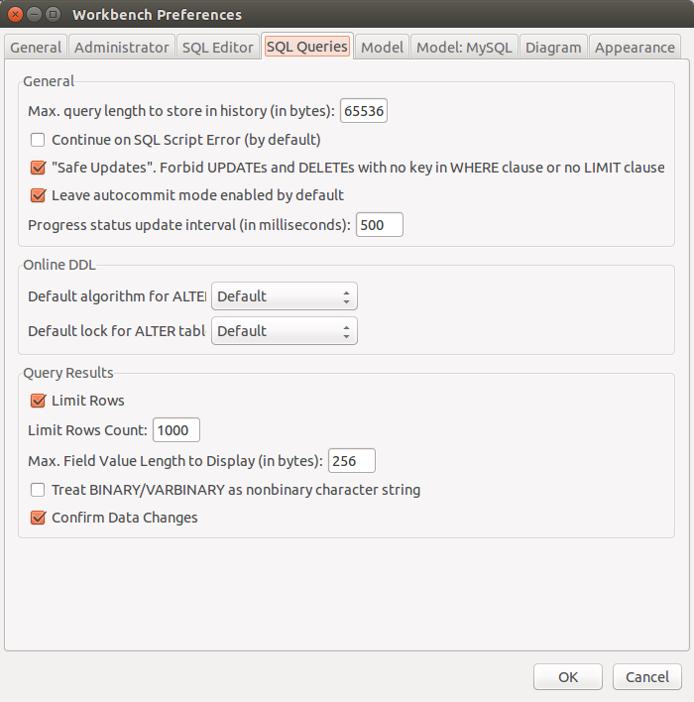 Workbench Preferences
General Administrator SQL Editor SQL Queries Model Model: MySQL Diagram Appearance
General
Max. query length to store in history (in bytes): 65536
Continue on SQL Script Error (by default)
"Safe Updates". Forbid UPDATEs and DELETEs with no key in WHERE clause or no LIMIT clause
Leave autocommit mode enabled by default
Progress status update interval (in milliseconds): 500
Online DDL
Default algorithm for ALTE Default
Default lock for ALTER tabl Default
Query Results
Limit Rows
Limit Rows Count: 1000
Max. Field Value Length to Display (in bytes): 256
Treat BINARY/VARBINARY as nonbinary character string
Confirm Data Changes
OK Cancel